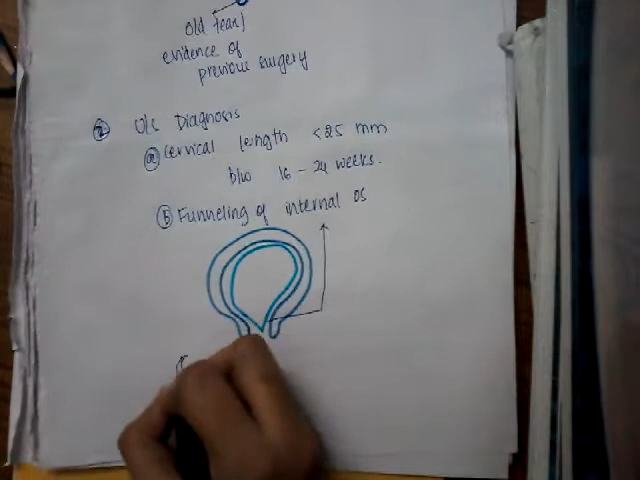 old tear/
evidence of
previous surgery
② U/S Diagnosis
ⓐ Cervical length <25 mm
b/w 16-24 weeks.
ⓑ Funneling of internal os